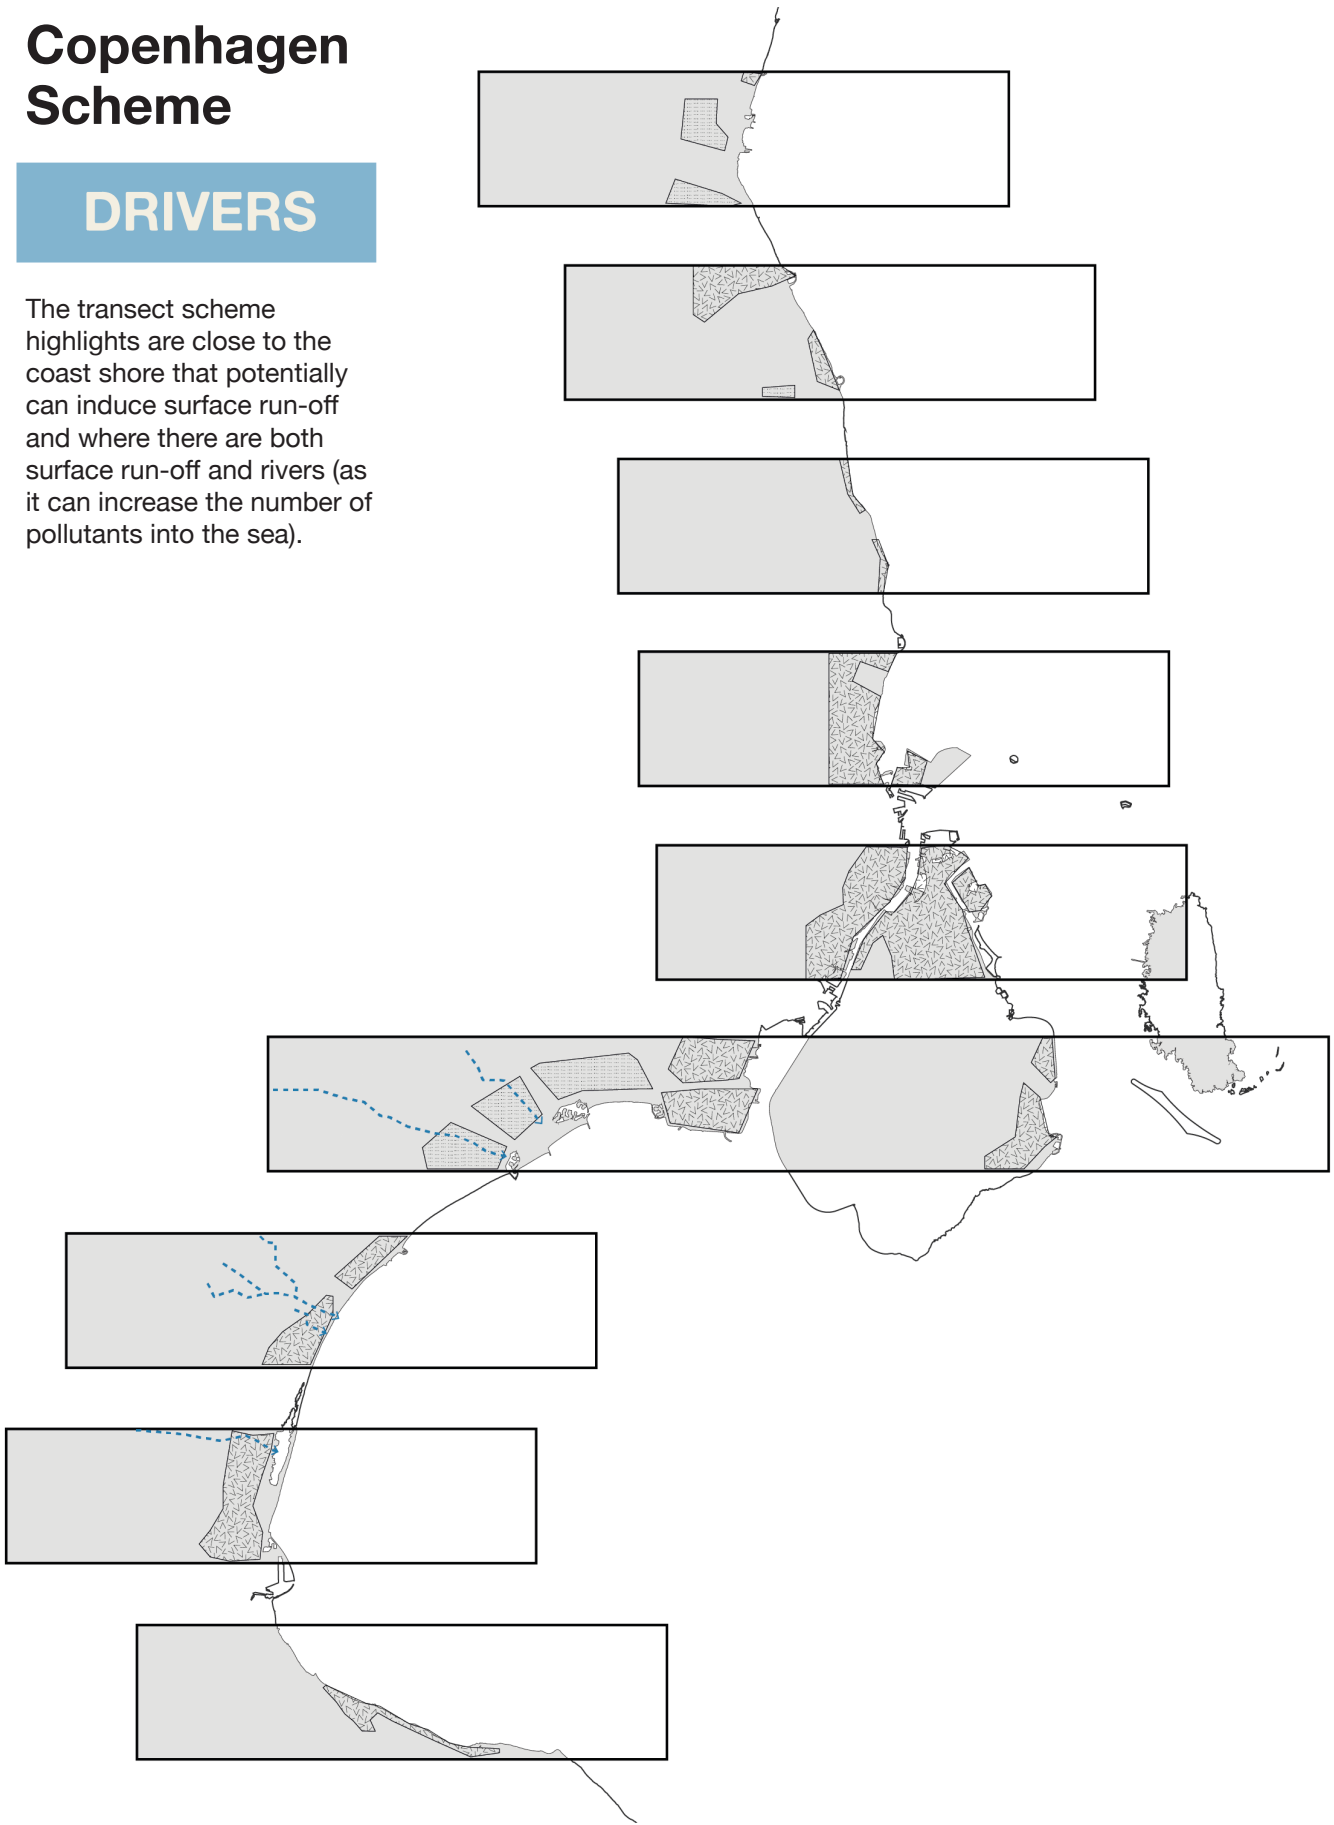 Copenhagen
Scheme
DRIVERS
The transect scheme
highlights are close to the
coast shore that potentially
can induce surface run-off
and where there are both
surface run-off and rivers (as
it can increase the number of
pollutants into the sea).